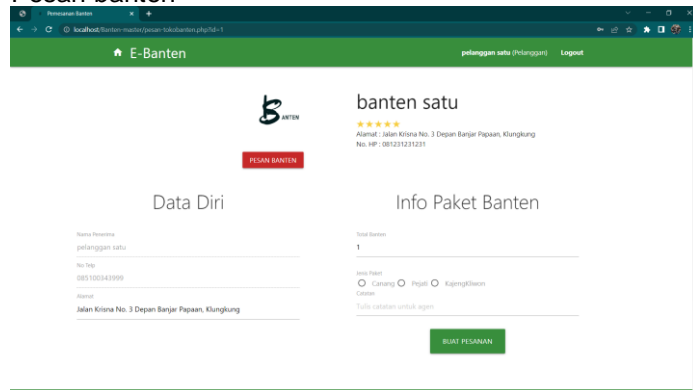 Pesan banten
Pemesanan Banten
localhost/Banten-master/pesan-tokobanten.php?id=1
E-Banten
pelanggan satu (Pelanggan) Logout
B ANTEN
banten satu
Alamat : Jalan Krisna No. 3 Depan Banjar Papaan, Klungkung
No. HP : 081231231231
PESAN BANTEN
Data Diri
Nama Penerima
pelanggan satu
No Telp
085100343999
Alamat
Jalan Krisna No. 3 Depan Banjar Papaan, Klungkung
Info Paket Banten
Total Banten
1
Jenis Paket
Canang Pejati KajengKliwon
Catatan
Tulis catatan untuk agen
BUAT PESANAN